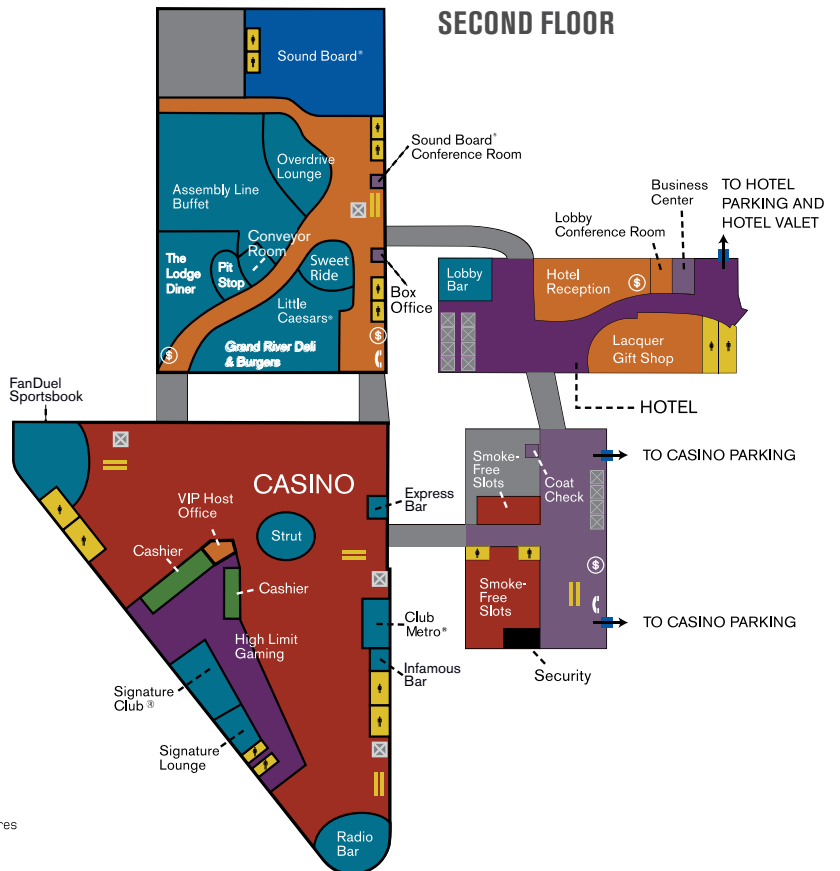 SECOND FLOOR
Sound Board®
Sound Board®
Conference Room
Overdrive
Lounge
Assembly Line
Buffet
Conveyor
Room
The
Lodge
Diner
Pit
Stop
Sweet
Ride
Box
Office
Little
Caesars®
Grand River Deli
& Burgers
$
$
Business
Center
TO HOTEL
PARKING AND
HOTEL VALET
Lobby
Conference Room
Lobby
Bar
Hotel
Reception
$
Lacquer
Gift Shop
HOTEL
FanDuel
Sportsbook
CASINO
VIP Host
Office
Express
Bar
Strut
Cashier
Cashier
High Limit
Gaming
Club
Metro®
Infamous
Bar
Signature
Club ®
Signature
Lounge
Radio
Bar
Smoke-
Free
Slots
Coat
Check
TO CASINO PARKING
$
Smoke-
Free
Slots
TO CASINO PARKING
Security
res